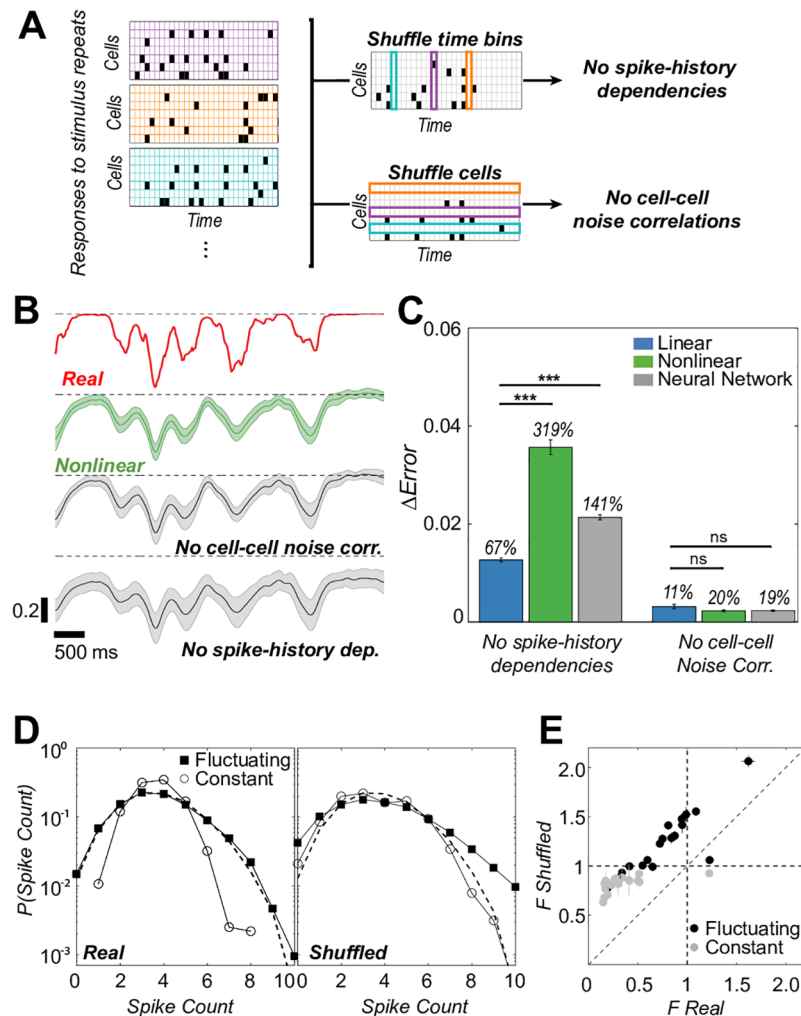 A
Responses to stimulus repeats
Cells
Cells
Cells
Time
...
Shuffle time bins
Cells
Time
No spike-history
dependencies
Shuffle cells
Cells
Time
No cell-cell
noise correlations
B
Real
Nonlinear
No cell-cell noise corr.
No spike-history dep.
0.2
500 ms
C
ΔError
0.06
0.04
0.02
0
Linear
Nonlinear
Neural Network
***
***
67%
319%
141%
ns
ns
11%
20%
19%
No spike-history
dependencies
No cell-cell
Noise Corr.
D
P(Spike Count)
10⁰
10⁻¹
10⁻²
10⁻³
Fluctuating
Constant
Real
Shuffled
0 2 4 6 8 10
0 2 4 6 8 10
Spike Count
Spike Count
E
F Shuffled
2.0
1.5
1
0.5
Fluctuating
Constant
0 0.5 1 1.5 2.0
F Real